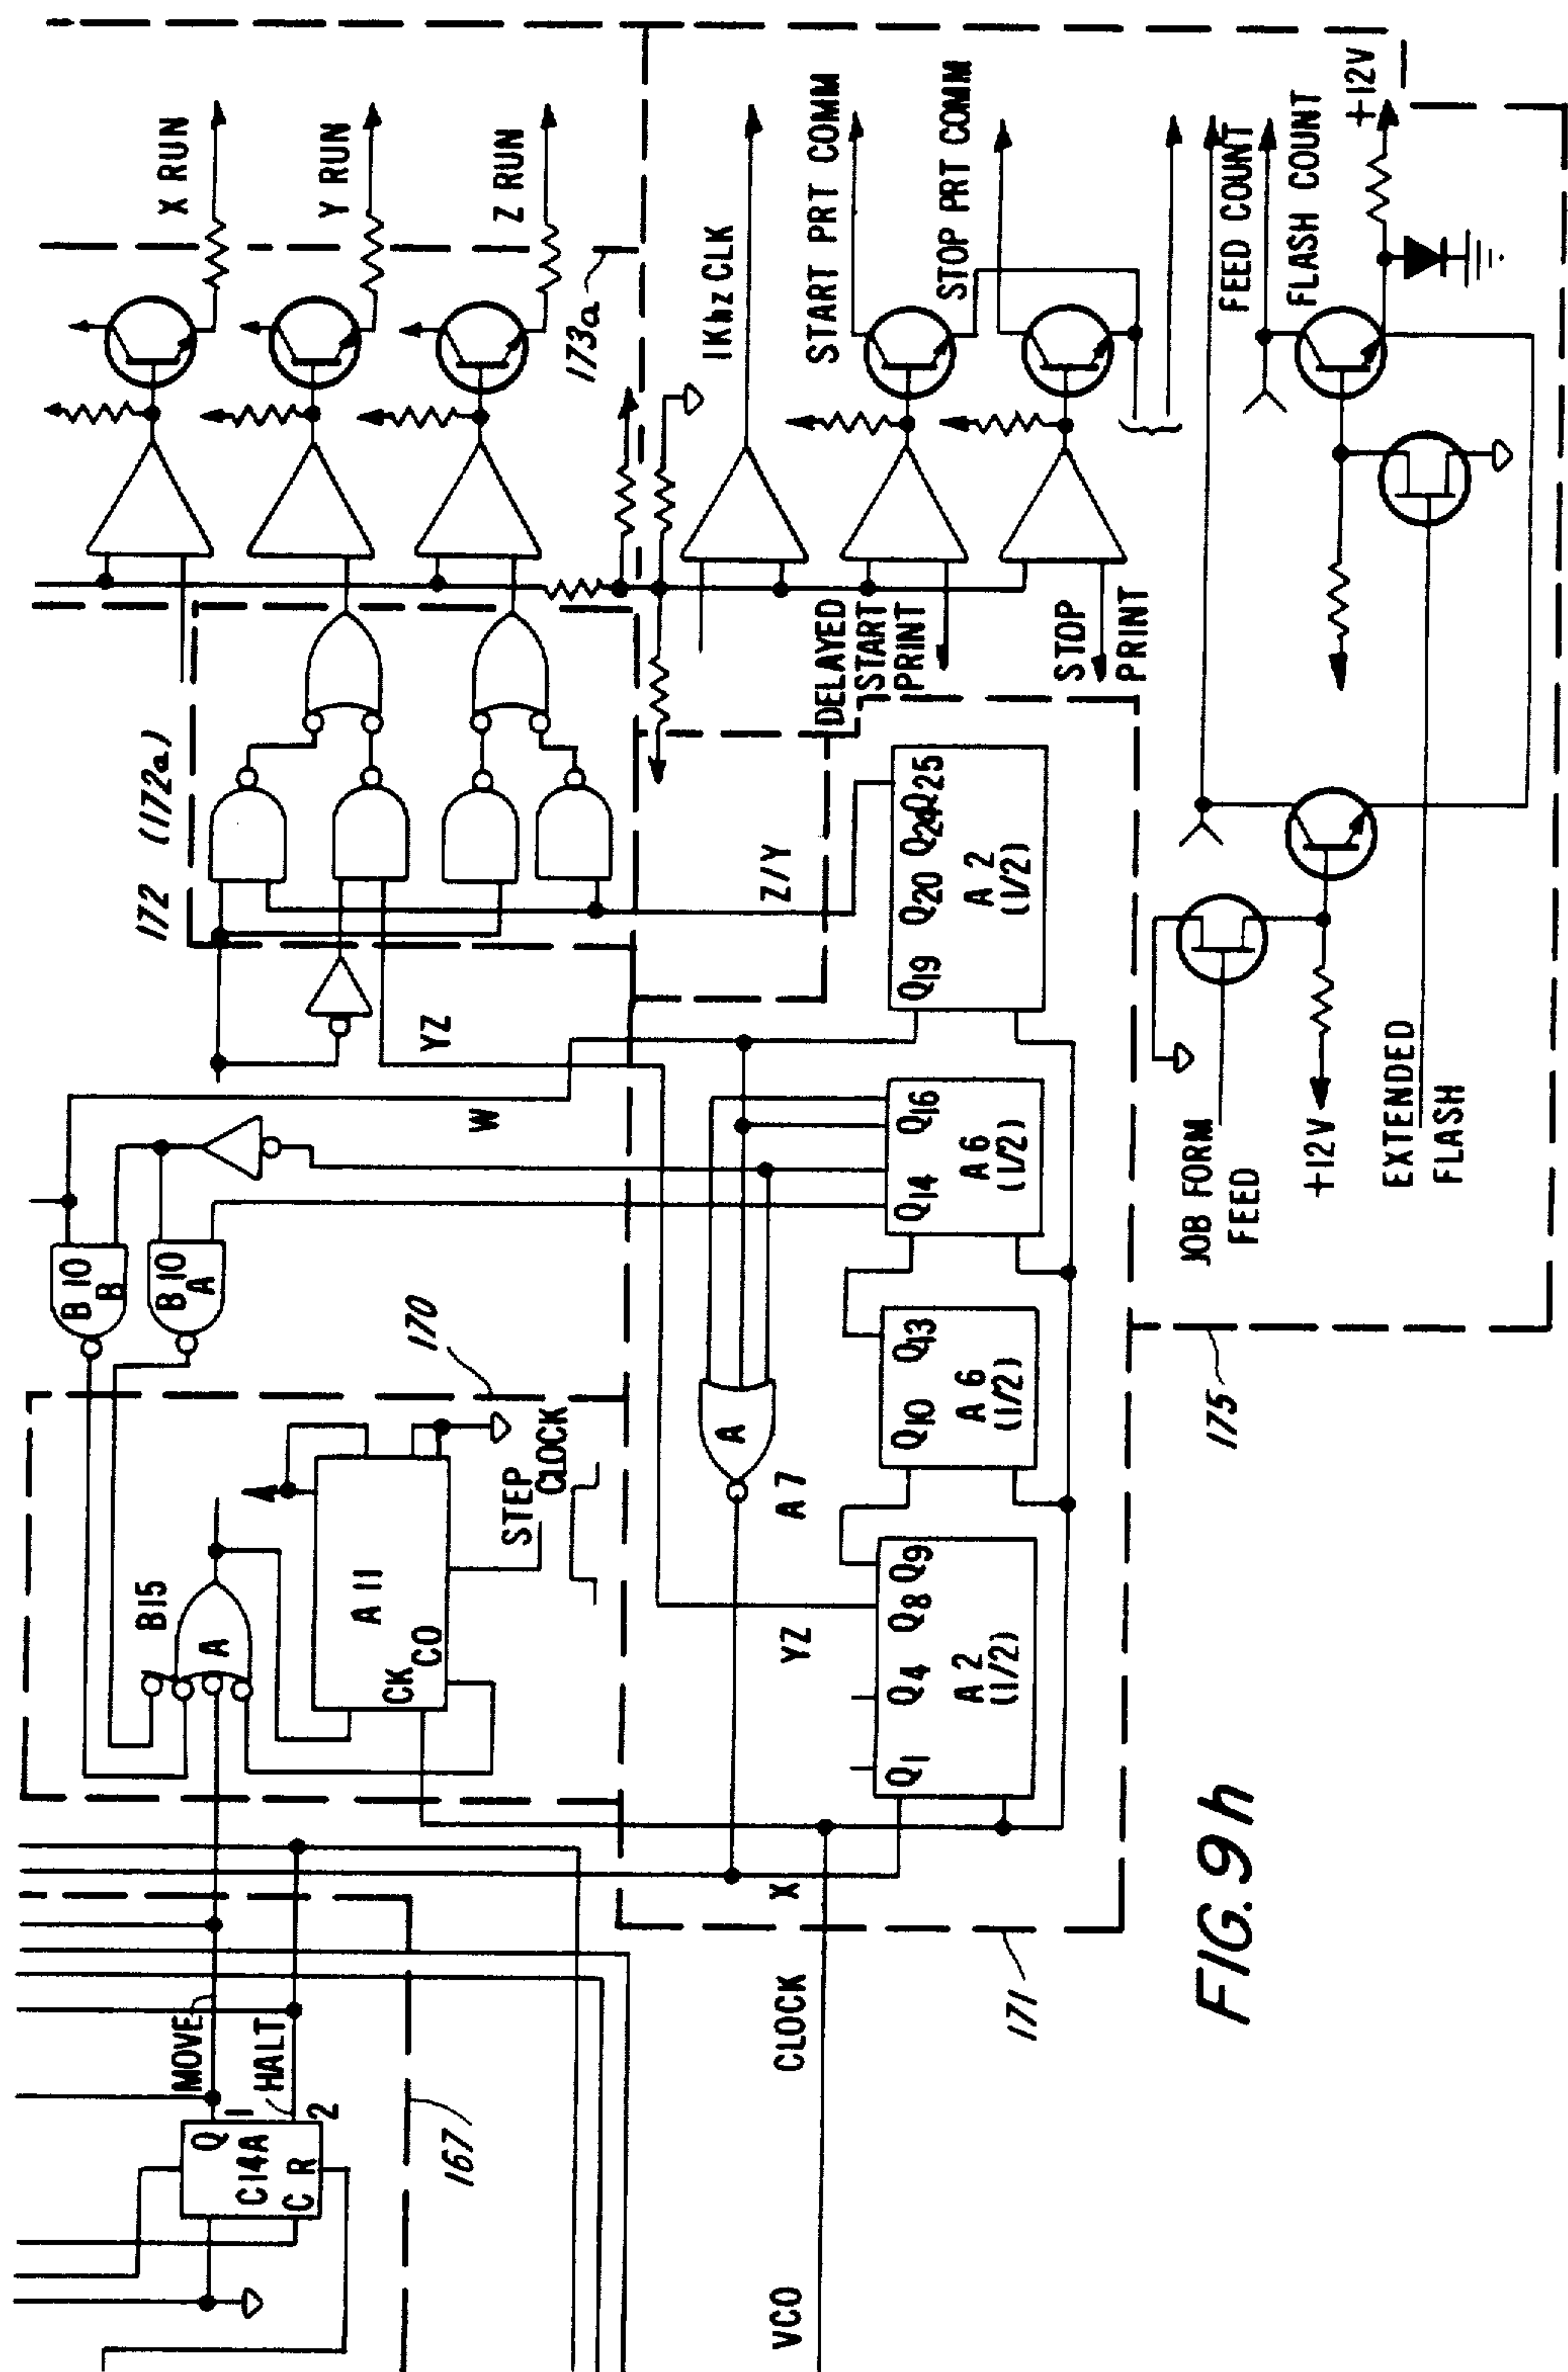 X RUN
Y RUN
Z RUN
173a
1Khz CLK
START PRT COMM
STOP PRT COMM
FEED COUNT
FLASH COUNT
+12V
172 (172a)
DELAYED
START
PRINT
STOP
PRINT
Z/Y
YZ
W
Q19 Q20 Q24 Q25
A 2
(1/2)
B 10
B
B 10
A
Q14 Q16
A 6
(1/2)
JOB FORM
FEED
+12V
EXTENDED
FLASH
170
B15
A
A 11
CK
CO
STEP
CLOCK
A
A 7
Q10 Q13
A 6
(1/2)
175
YZ
Q1 Q4 Q8 Q9
A 2
(1/2)
X
MOVE
HALT
Q
1
C14A
C R
2
167
VCO
CLOCK
171
FIG. 9h